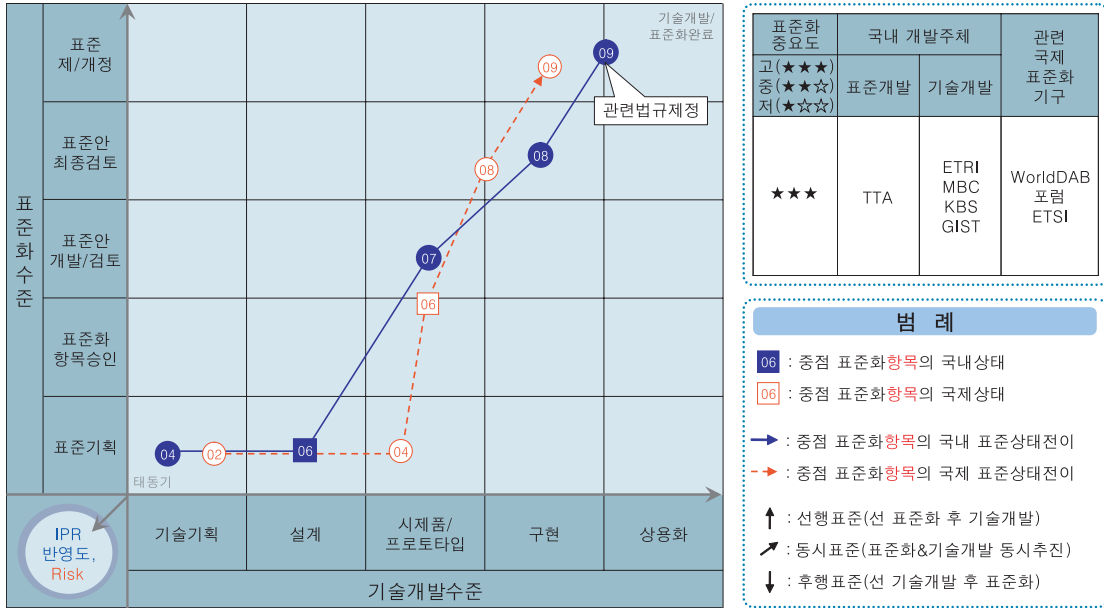 표준화수준
표준
제/개정
표준안
최종검토
표준안
개발/검토
표준화
항목승인
표준기획
기술개발/
표준화완료
09
09
관련법규제정
08
08
07
06
04
02
06
04
태동기
IPR
반영도,
Risk
기술기획
설계
시제품/
프로토타입
구현
상용화
기술개발수준
표준화
중요도
고(★★★)
중(★★☆)
저(★☆☆)
국내 개발주체
표준개발
기술개발
관련
국제
표준화
기구
★★★
TTA
ETRI
MBC
KBS
GIST
WorldDAB
포럼
ETSI
범 례
06 : 중점 표준화항목의 국내상태
06 : 중점 표준화항목의 국제상태
: 중점 표준화항목의 국내 표준상태전이
: 중점 표준화항목의 국제 표준상태전이
: 선행표준(선 표준화 후 기술개발)
: 동시표준(표준화&기술개발 동시추진)
: 후행표준(선 기술개발 후 표준화)